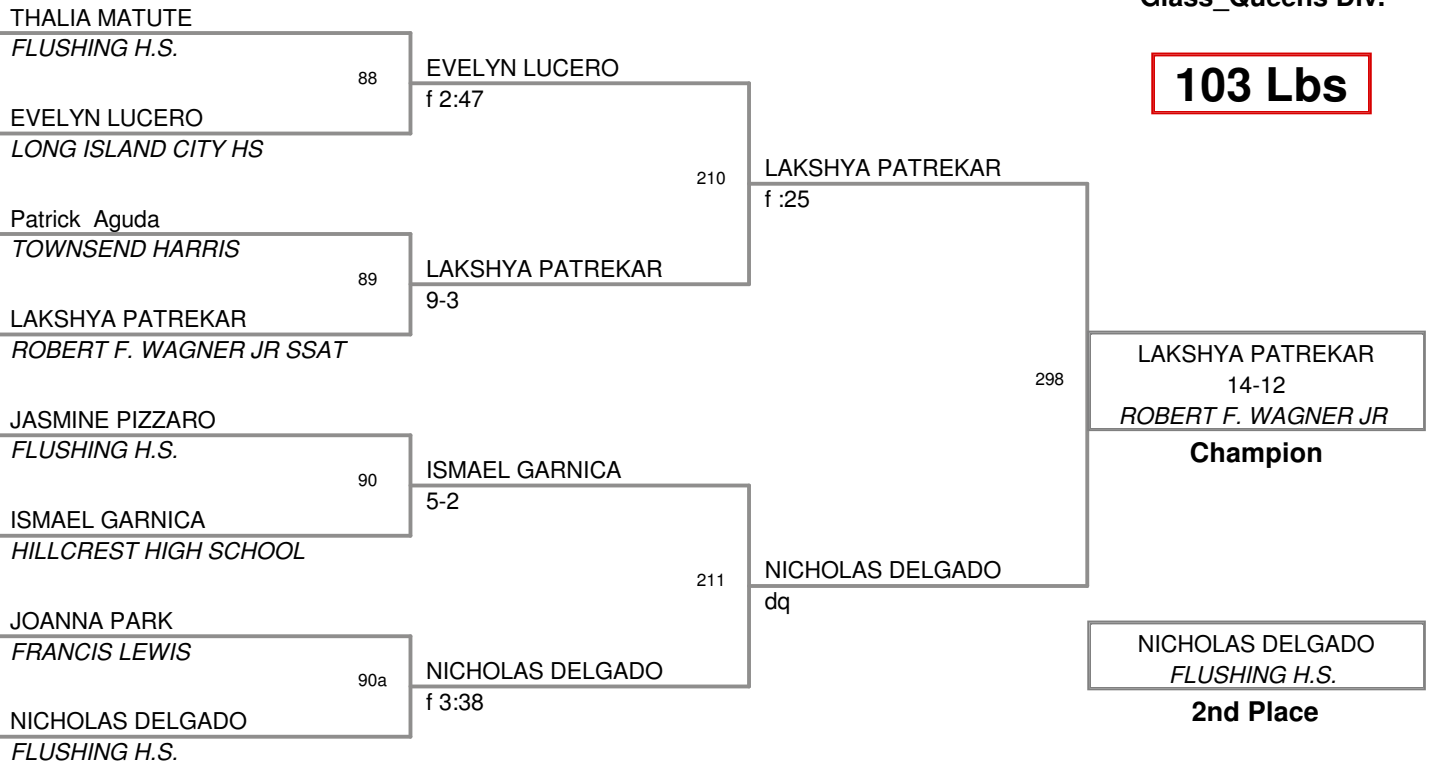 Glass_Queens Div.
103 Lbs
THALIA MATUTE
FLUSHING H.S.
88
EVELYN LUCERO
LONG ISLAND CITY HS
EVELYN LUCERO
f 2:47
Patrick Aguda
TOWNSEND HARRIS
89
LAKSHYA PATREKAR
ROBERT F. WAGNER JR SSAT
LAKSHYA PATREKAR
9-3
210
LAKSHYA PATREKAR
f :25
JASMINE PIZZARO
FLUSHING H.S.
90
ISMAEL GARNICA
HILLCREST HIGH SCHOOL
ISMAEL GARNICA
5-2
JOANNA PARK
FRANCIS LEWIS
90a
NICHOLAS DELGADO
FLUSHING H.S.
NICHOLAS DELGADO
f 3:38
211
NICHOLAS DELGADO
dq
298
LAKSHYA PATREKAR
14-12
ROBERT F. WAGNER JR
Champion
NICHOLAS DELGADO
FLUSHING H.S.
2nd Place